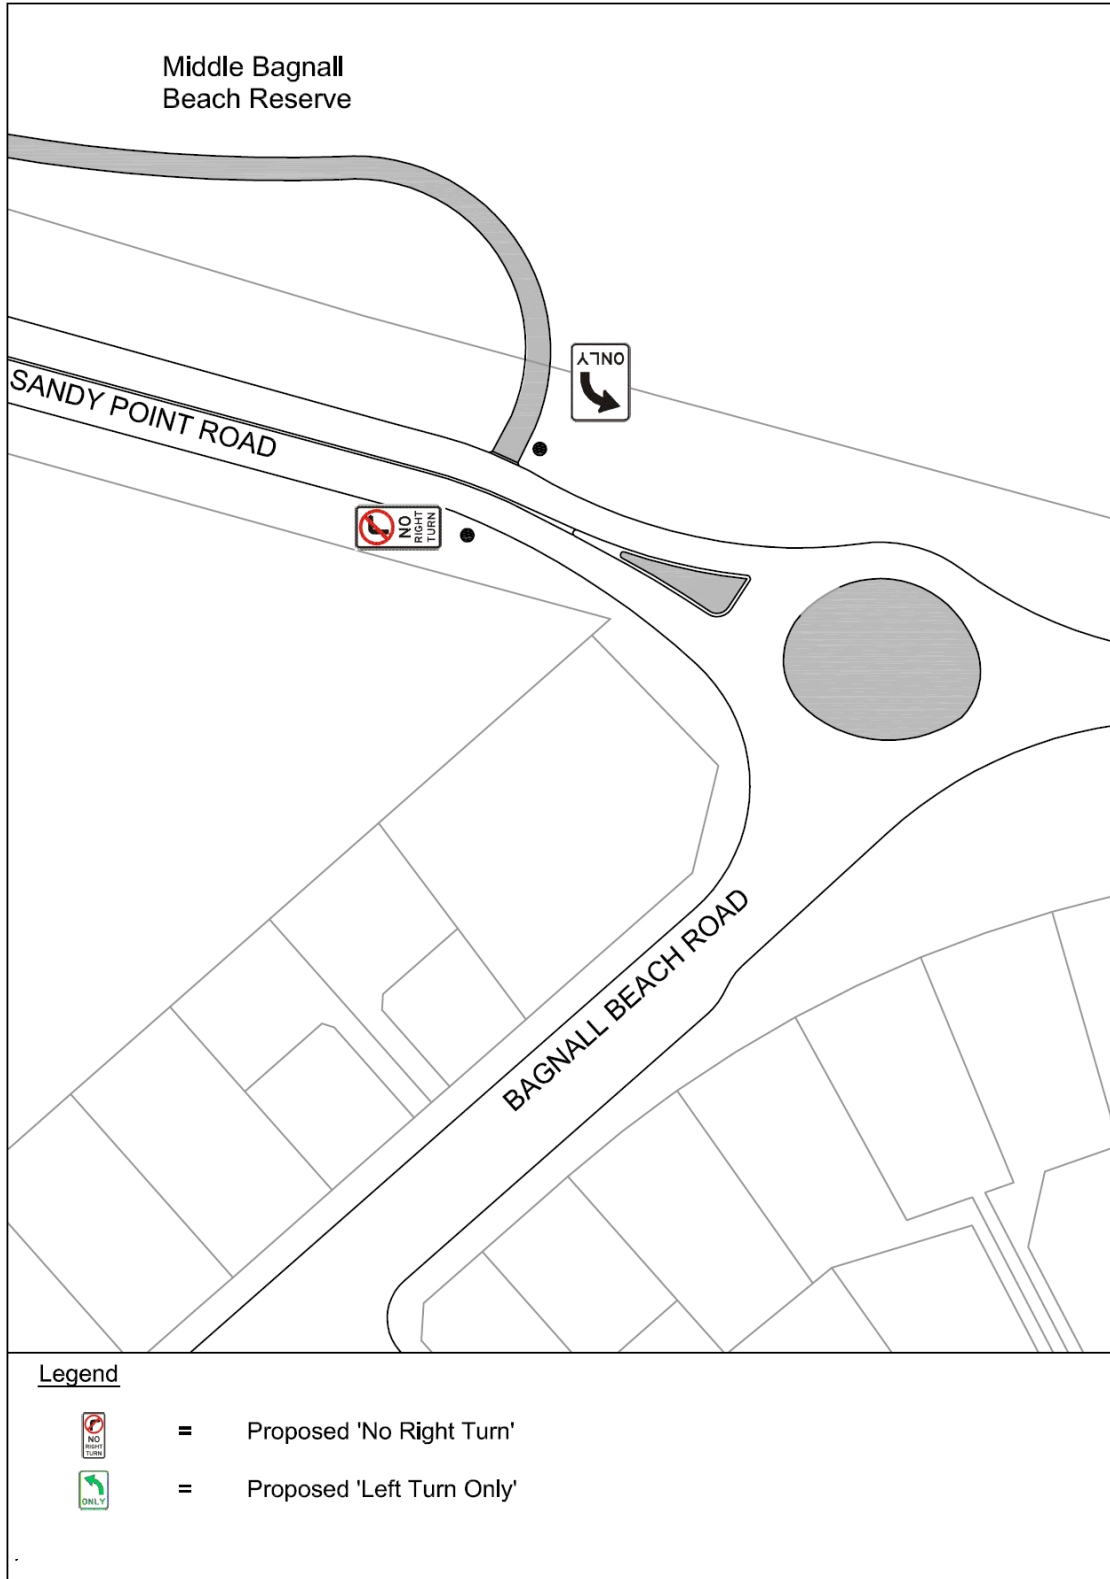 Middle Bagnall
Beach Reserve
ONLY
SANDY POINT ROAD
NO
RIGHT
TURN
BAGNALL BEACH ROAD
Legend
NO
RIGHT
TURN
= Proposed 'No Right Turn'
ONLY
= Proposed 'Left Turn Only'